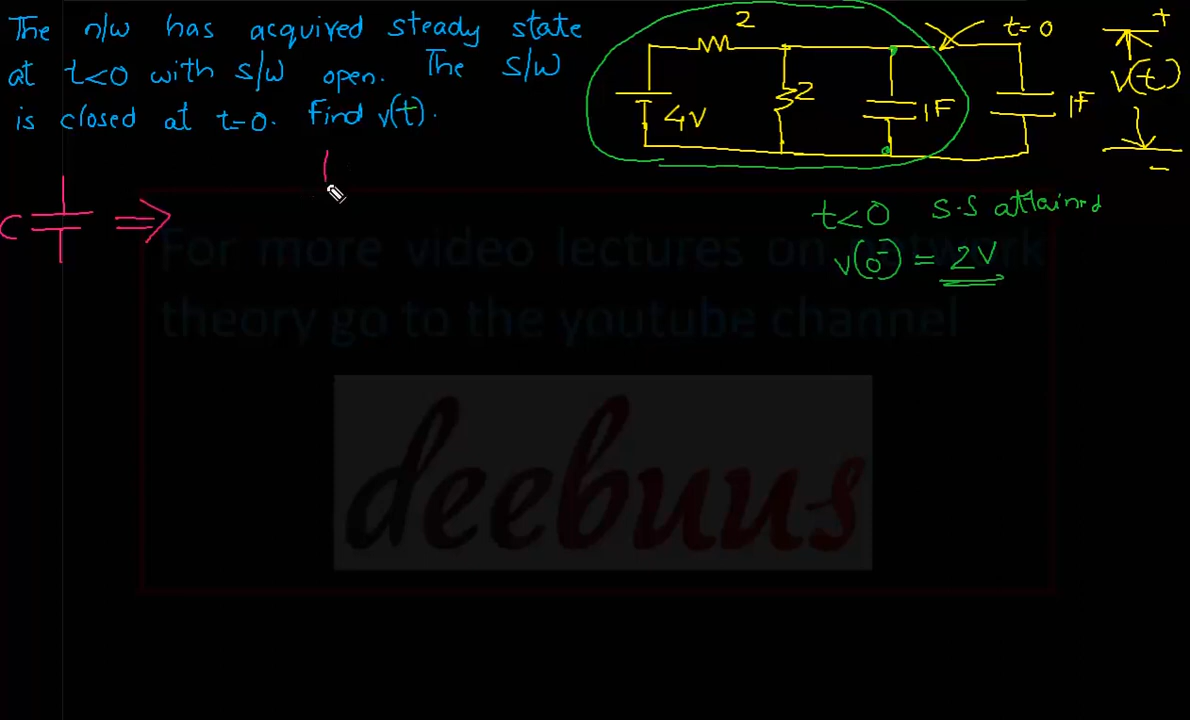 The n/w has acquired steady state
at t<0 with s/w open. The s/w
is closed at t=0. Find v(t).
2
t=0
+
4V
2
1F
1F
v(t)
-
t<0 S.S attained
v(0⁻) = 2V
C ⇒
For more video lectures on network
theory go to the youtube channel
deebuus